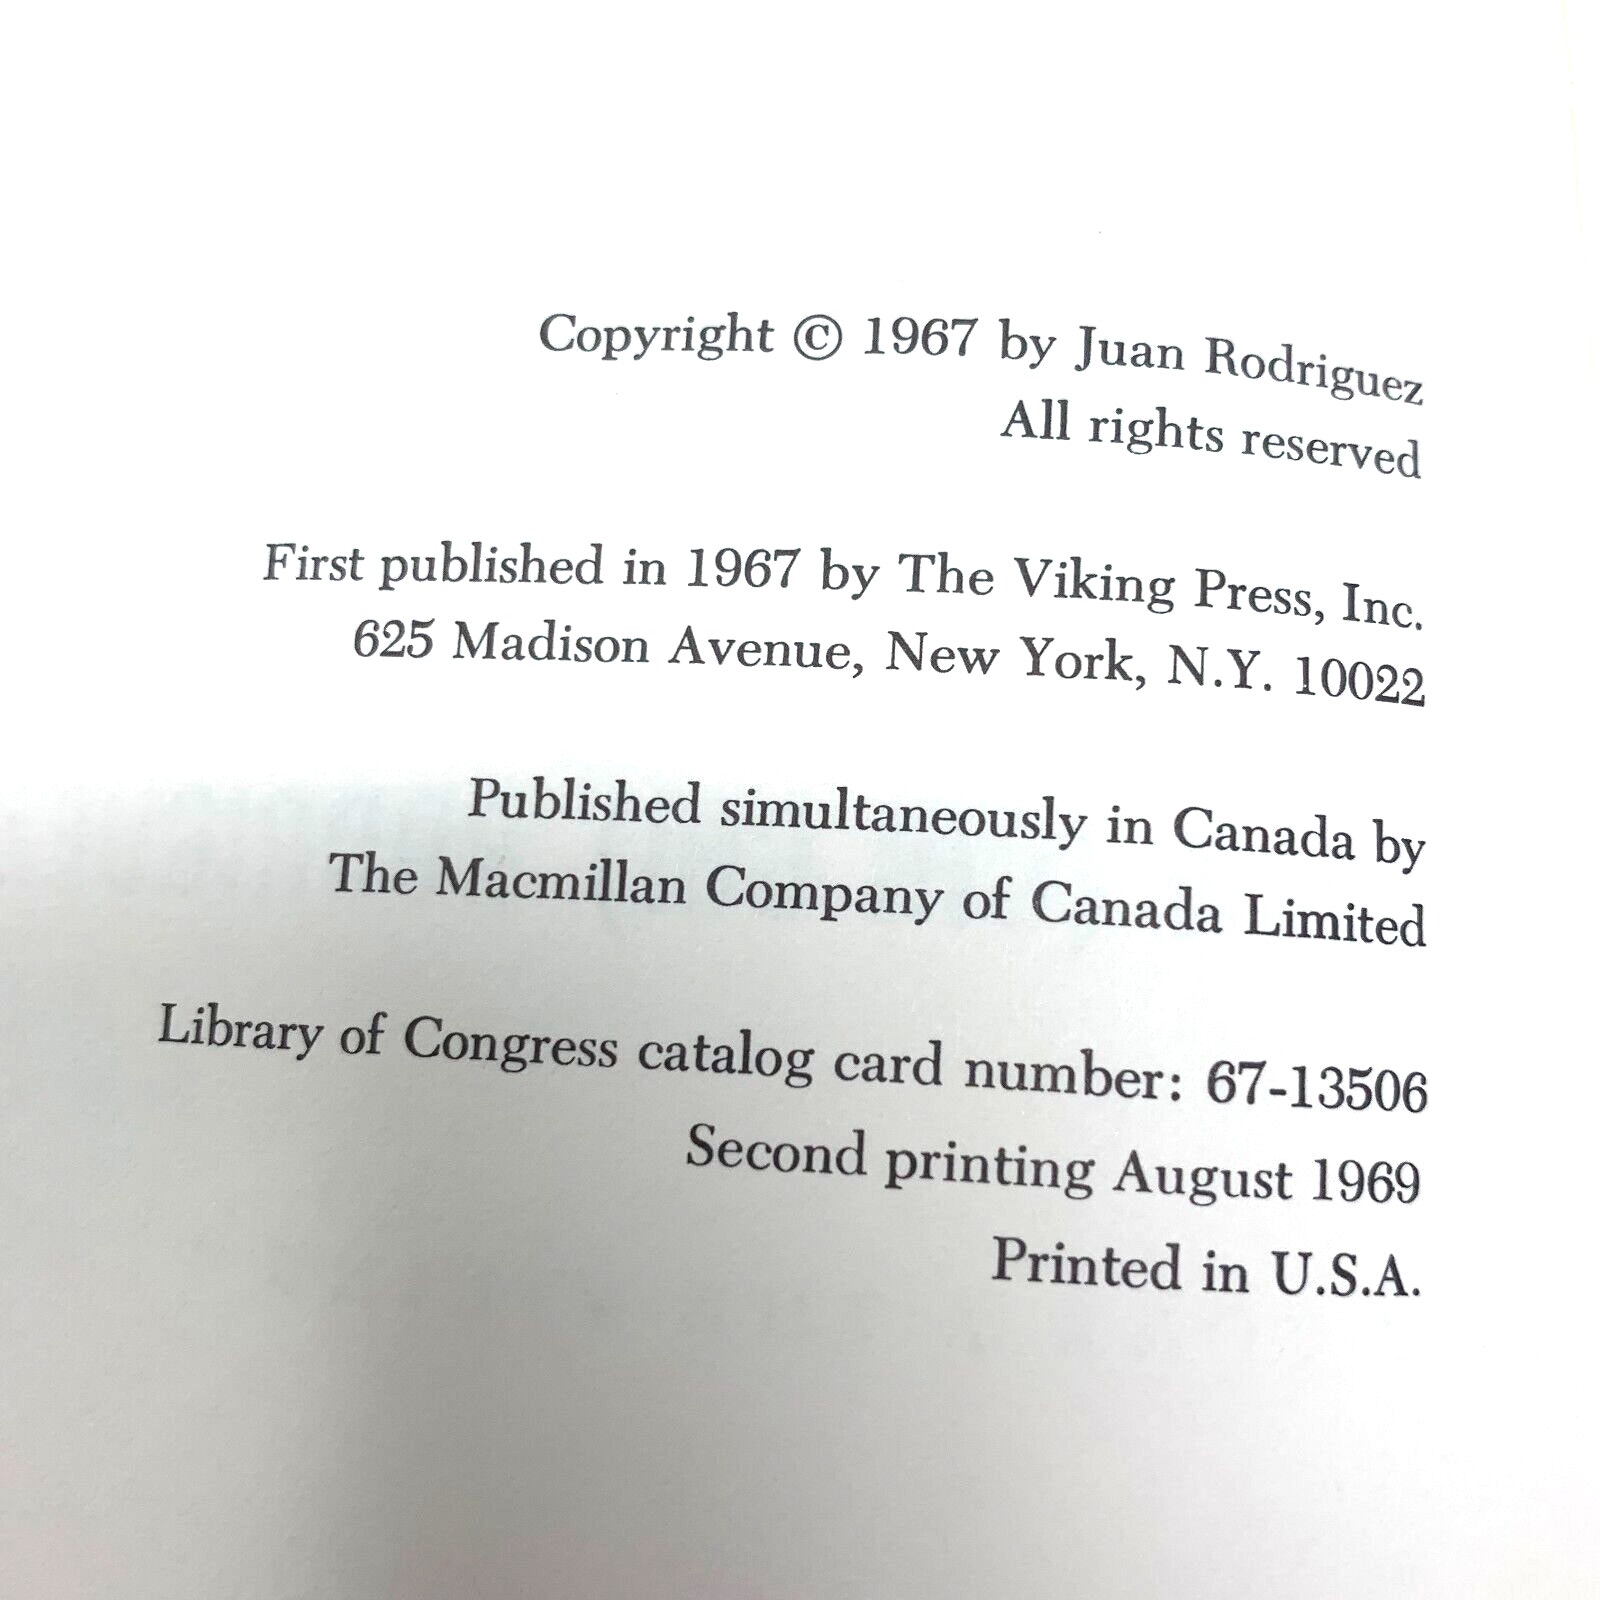 Copyright © 1967 by Juan Rodriguez
All rights reserved
First published in 1967 by The Viking Press, Inc.
625 Madison Avenue, New York, N.Y. 10022
Published simultaneously in Canada by
The Macmillan Company of Canada Limited
Library of Congress catalog card number: 67-13506
Second printing August 1969
Printed in U.S.A.